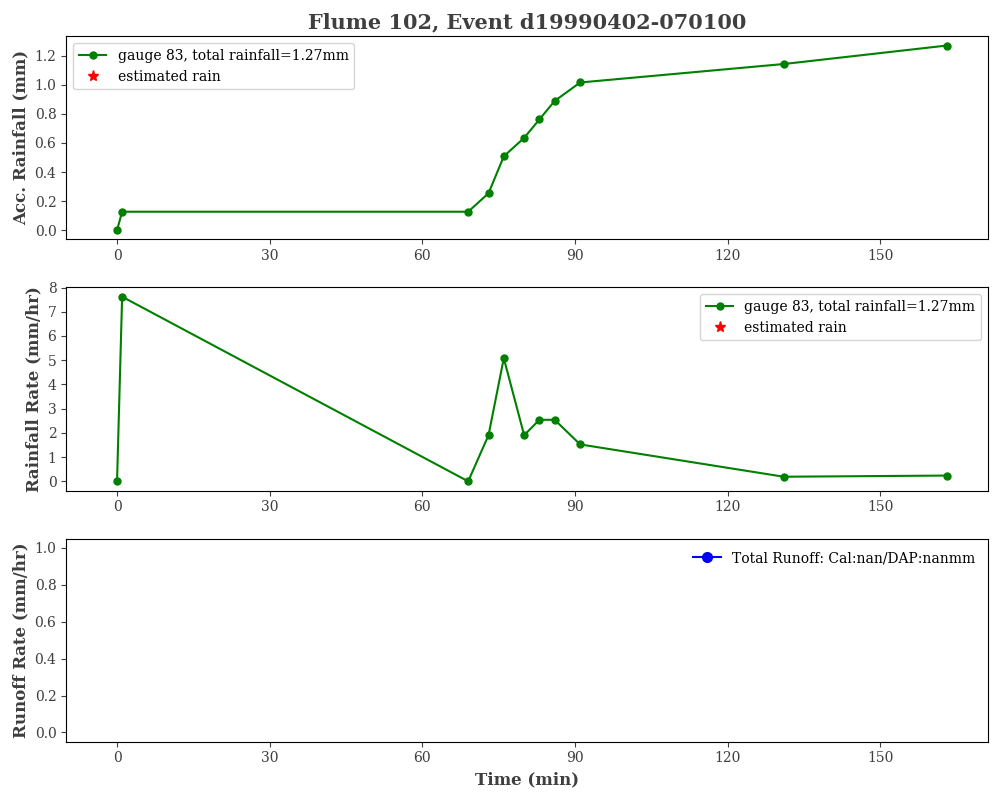 Flume 102, Event d19990402-070100
Acc. Rainfall (mm)
1.2
1.0
0.8
0.6
0.4
0.2
0.0
gauge 83, total rainfall=1.27mm
estimated rain
0 30 60 90 120 150
Rainfall Rate (mm/hr)
8
7
6
5
4
3
2
1
0
gauge 83, total rainfall=1.27mm
estimated rain
0 30 60 90 120 150
Runoff Rate (mm/hr)
1.0
0.8
0.6
0.4
0.2
0.0
Total Runoff: Cal:nan/DAP:nanmm
0 30 60 90 120 150
Time (min)